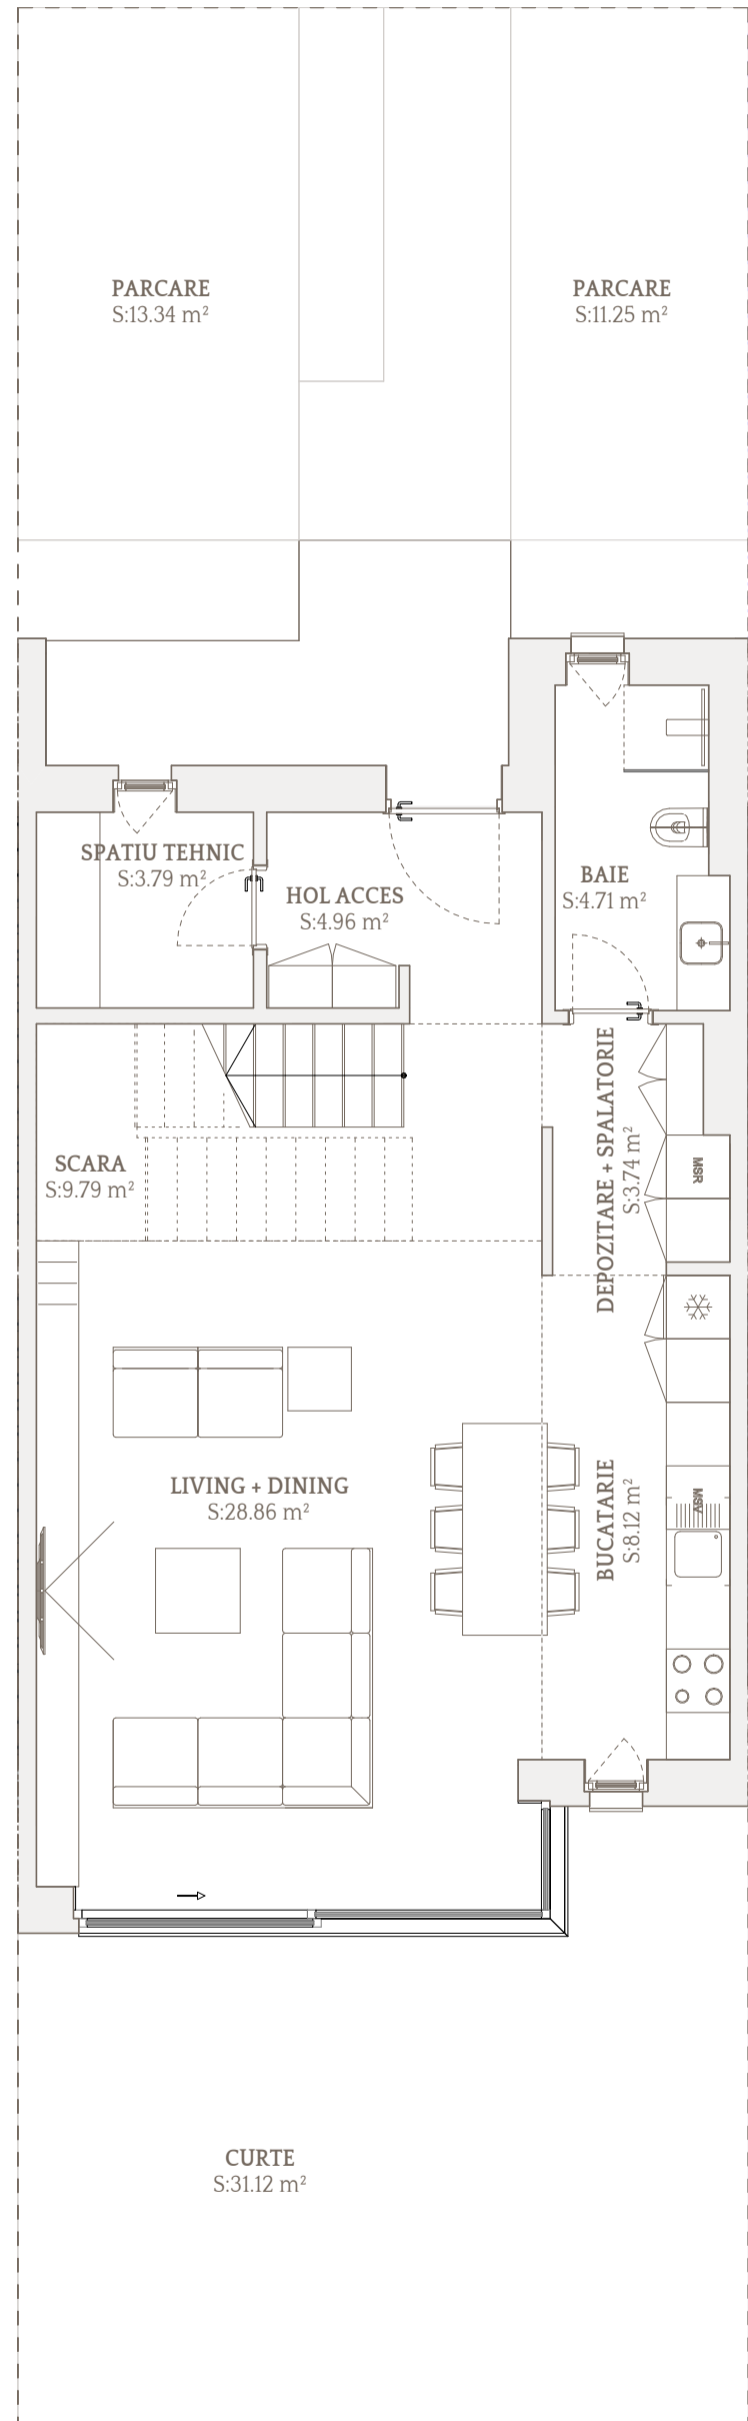 PARCARE
S:13.34 m²
PARCARE
S:11.25 m²
SPATIU TEHNIC
S:3.79 m²
HOL ACCES
S:4.96 m²
BAIE
S:4.71 m²
SCARA
S:9.79 m²
DEPOZITARE + SPALATORIE
S:3.74 m²
MSR
LIVING + DINING
S:28.86 m²
BUCATARIE
S:8.12 m²
MSV
CURTE
S:31.12 m²